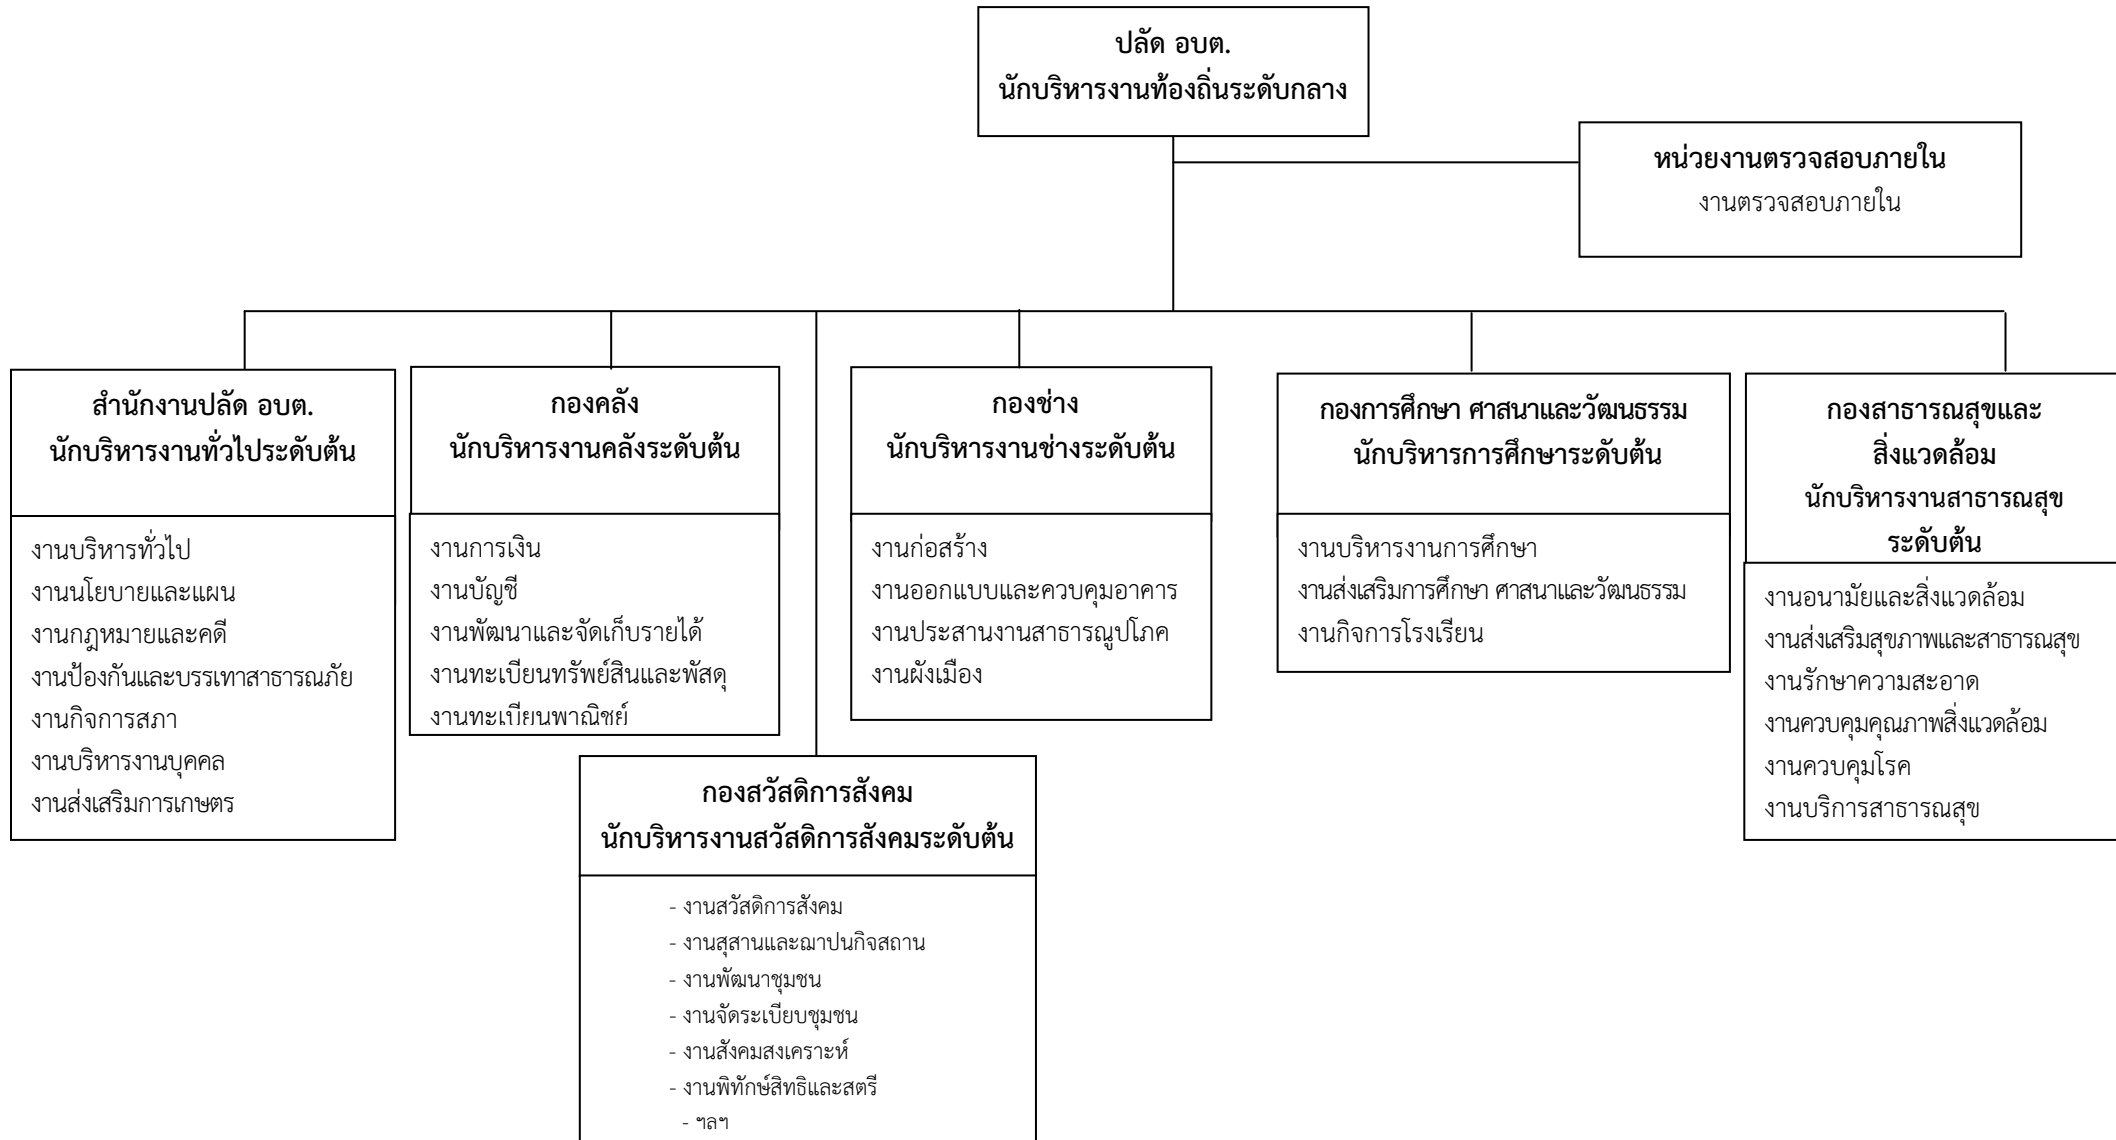 ปลัด อบต.
นักบริหารงานท้องถิ่นระดับกลาง
หน่วยงานตรวจสอบภายใน
งานตรวจสอบภายใน
สำนักงานปลัด อบต.
นักบริหารงานทั่วไประดับต้น
งานบริหารทั่วไป
งานนโยบายและแผน
งานกฎหมายและคดี
งานป้องกันและบรรเทาสาธารณภัย
งานกิจการสภา
งานบริหารงานบุคคล
งานส่งเสริมการเกษตร
กองคลัง
นักบริหารงานคลังระดับต้น
งานการเงิน
งานบัญชี
งานพัฒนาและจัดเก็บรายได้
งานทะเบียนทรัพย์สินและพัสดุ
งานทะเบียนพาณิชย์
กองช่าง
นักบริหารงานช่างระดับต้น
งานก่อสร้าง
งานออกแบบและควบคุมอาคาร
งานประสานงานสาธารณูปโภค
งานผังเมือง
กองการศึกษา ศาสนาและวัฒนธรรม
นักบริหารการศึกษาระดับต้น
งานบริหารงานการศึกษา
งานส่งเสริมการศึกษา ศาสนาและวัฒนธรรม
งานกิจการโรงเรียน
กองสาธารณสุขและ
สิ่งแวดล้อม
นักบริหารงานสาธารณสุข
ระดับต้น
งานอนามัยและสิ่งแวดล้อม
งานส่งเสริมสุขภาพและสาธารณสุข
งานรักษาความสะอาด
งานควบคุมคุณภาพสิ่งแวดล้อม
งานควบคุมโรค
งานบริการสาธารณสุข
กองสวัสดิการสังคม
นักบริหารงานสวัสดิการสังคมระดับต้น
- งานสวัสดิการสังคม
- งานสุสานและฌาปนกิจสถาน
- งานพัฒนาชุมชน
- งานจัดระเบียบชุมชน
- งานสังคมสงเคราะห์
- งานพิทักษ์สิทธิและสตรี
- ฯลฯ